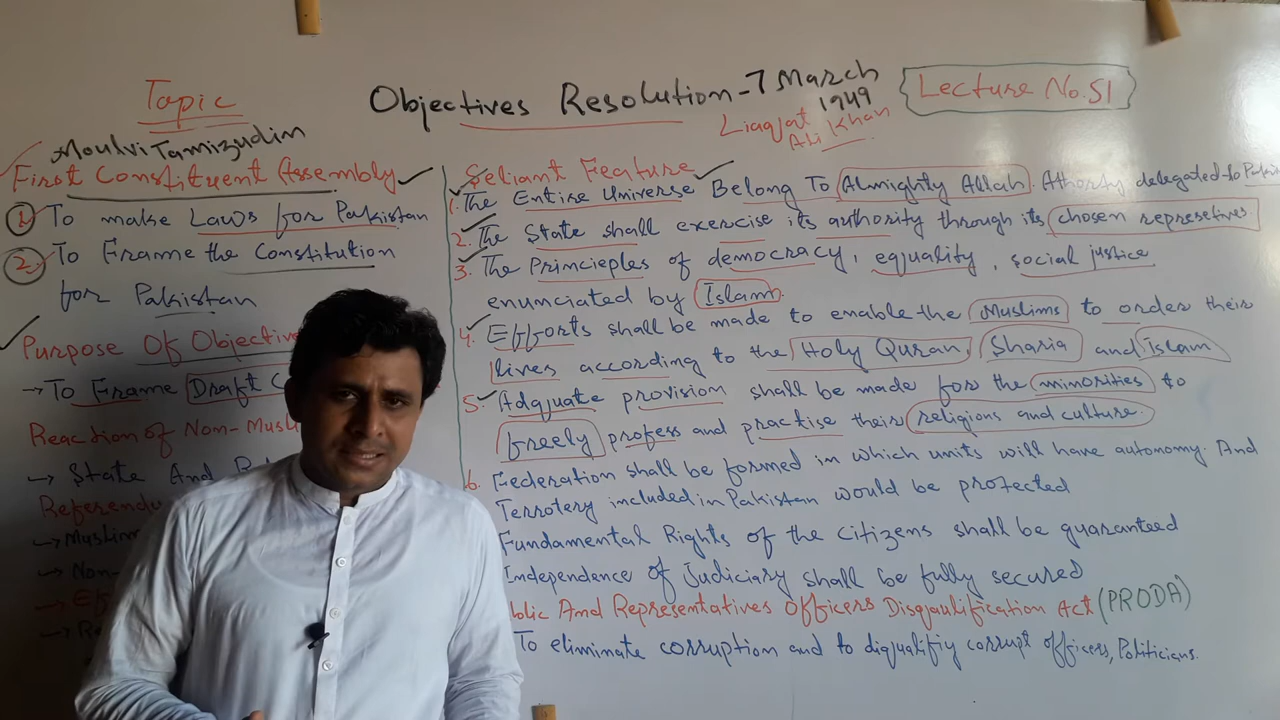 Topic
Objectives Resolution-7 March
1949
Liaqat
Ali Khan
Lecture No.51
Moulvi Tamizudim
First Constituent Assembly
1. To make Laws for Pakistan
2. To Frame the Constitution
for Pakistan
Purpose Of Objective
→ To Frame Draft C
Reaction of Non-Musl
→ State And
Referendu
→ Muslim
→ Non-
Seliant Feature
1. The Entire Universe Belong To Almighty Allah. Athority delegated to
2. The State shall exercise its authority through its chosen represetives.
3. The Princieples of democracy, equality, social justice
enunciated by Islam.
4. Efforts shall be made to enable the Muslims to order their
lives according to the Holy Quran, Sharia and Islam
5. Adquate provision shall be made for the minorities to
freely profess and practise their religions and culture.
6. Federation shall be formed in which units will have autonomy. And
Terrotery included in Pakistan would be protected
Fundamental Rights of the citizens shall be guaranteed
Independence of Judiciary shall be fully secured
blic And Representatives Officers Disqaulification Act (PRODA)
To eliminate corruption and to disqualifiy corrupt officers, Politicians.